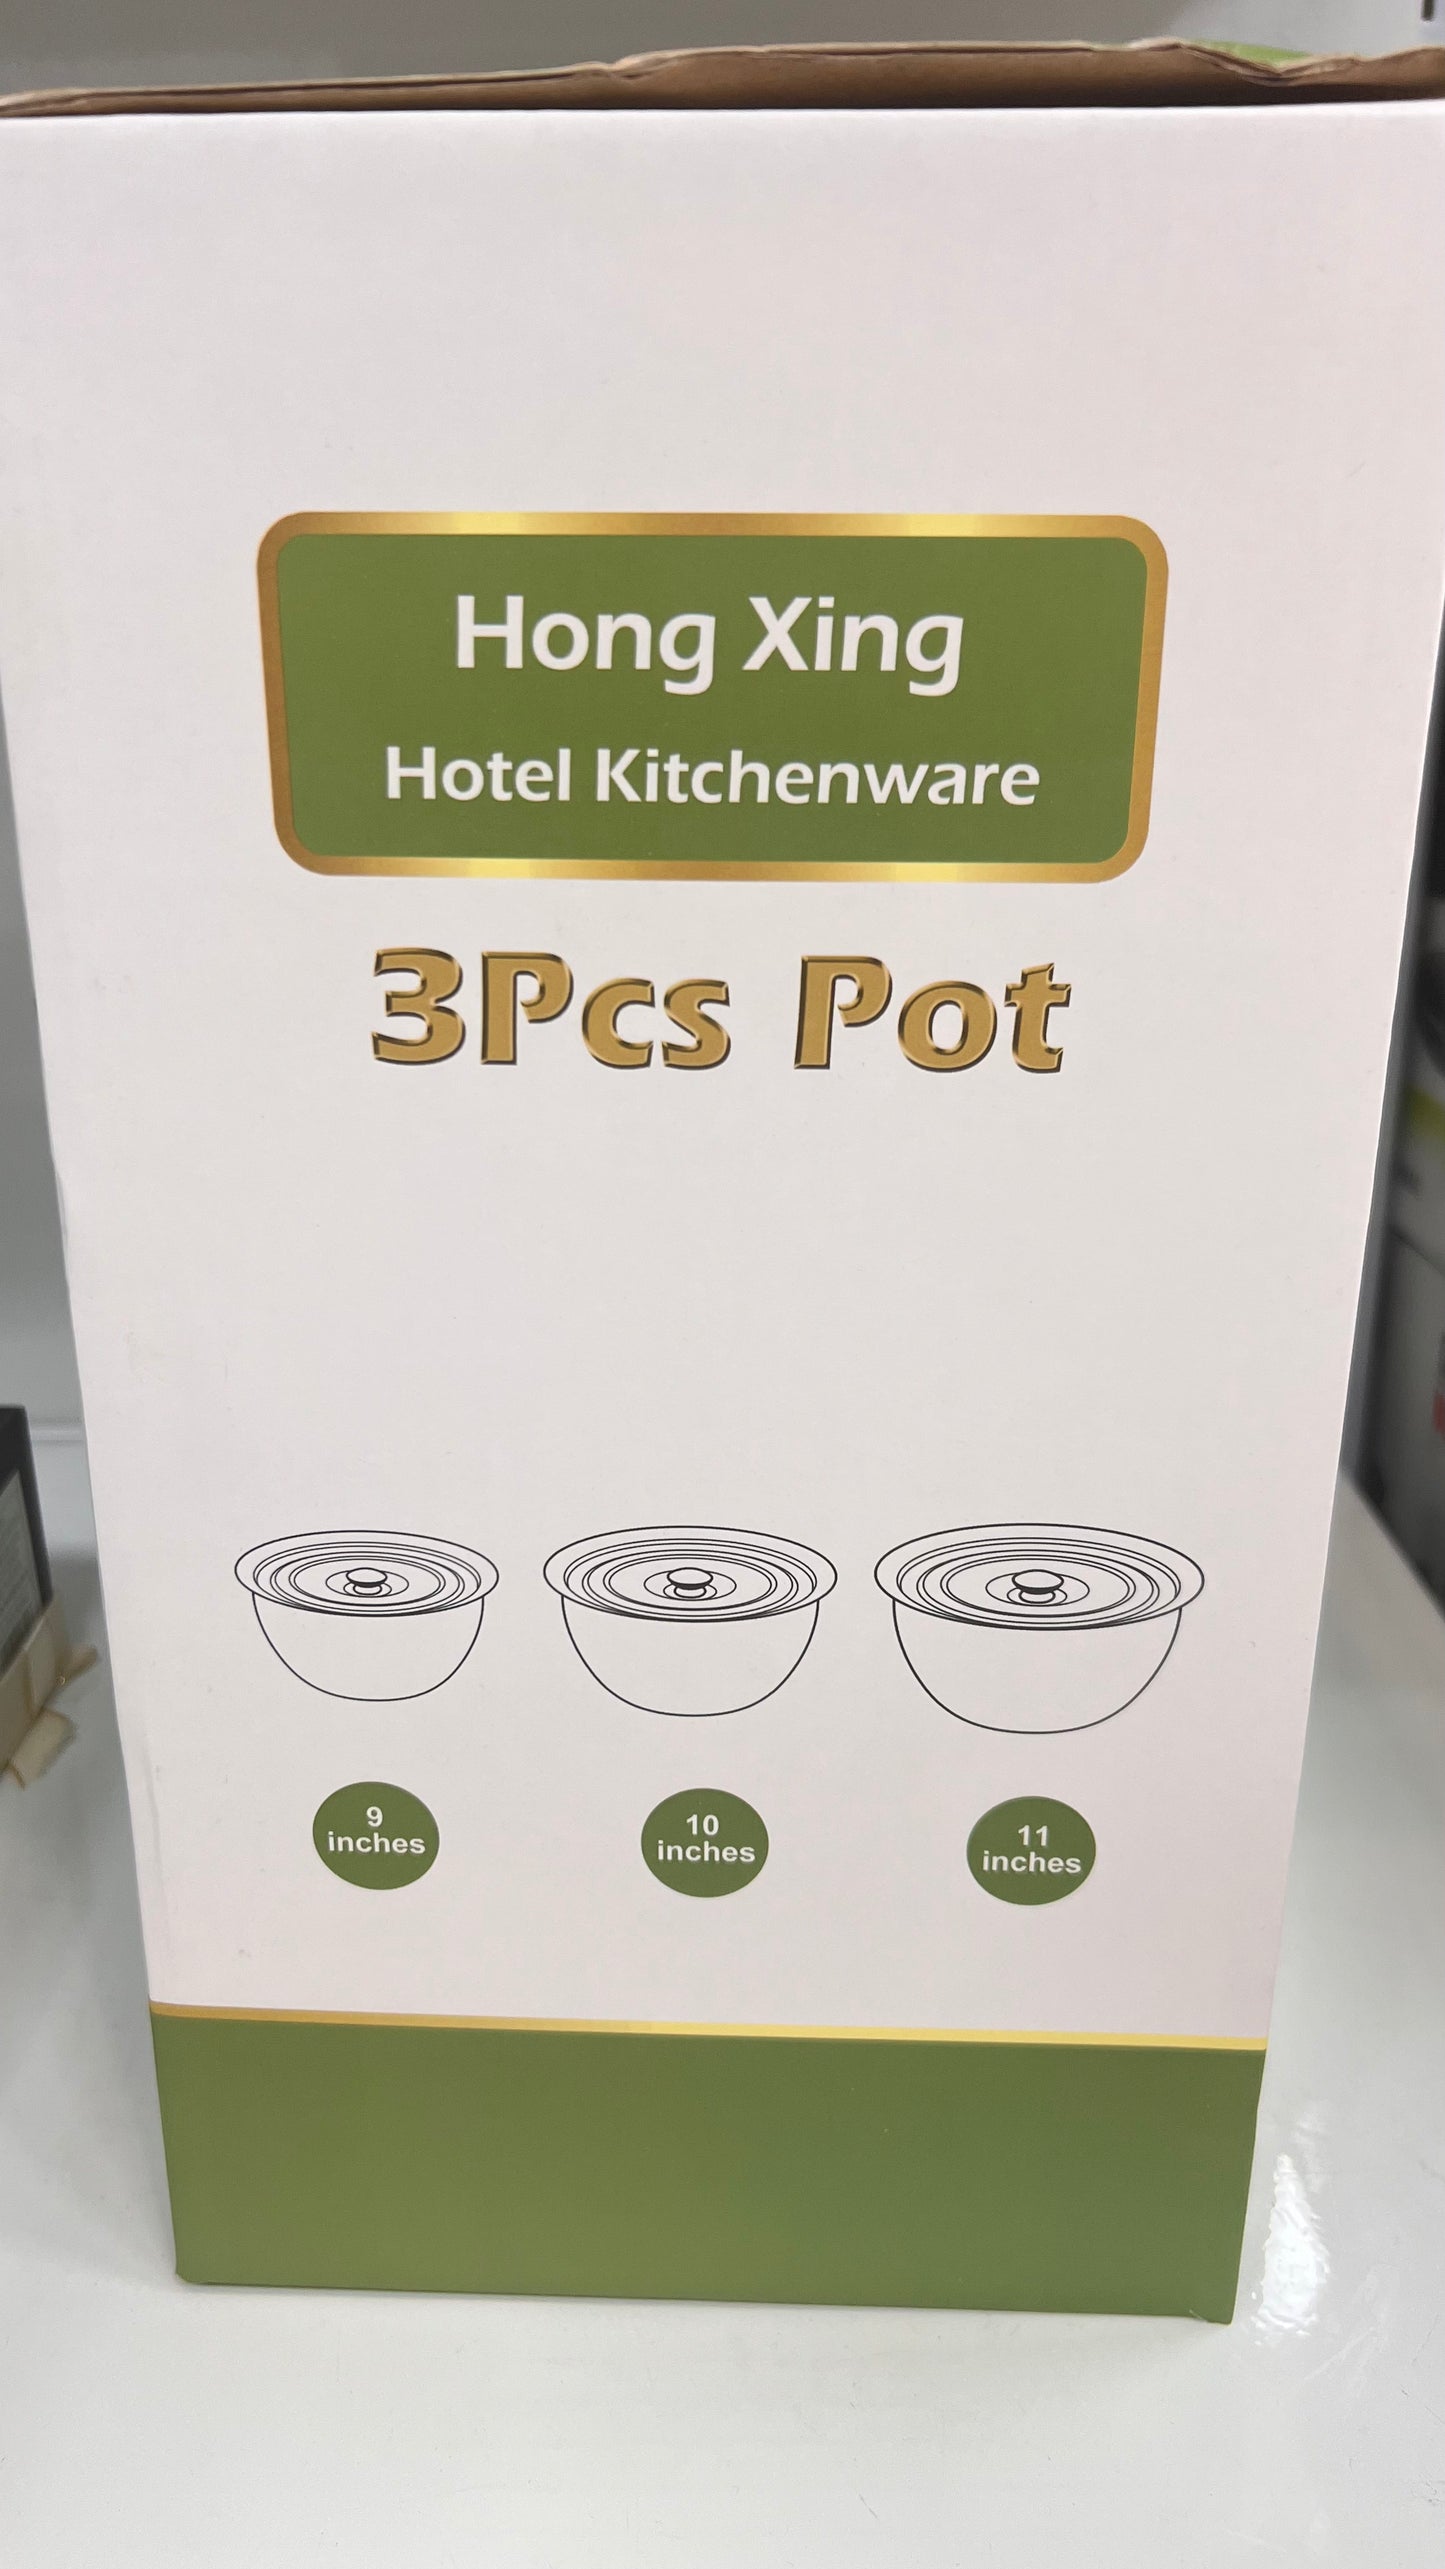 Hong Xing
Hotel Kitchenware
3Pcs Pot
9
inches
10
inches
11
inches